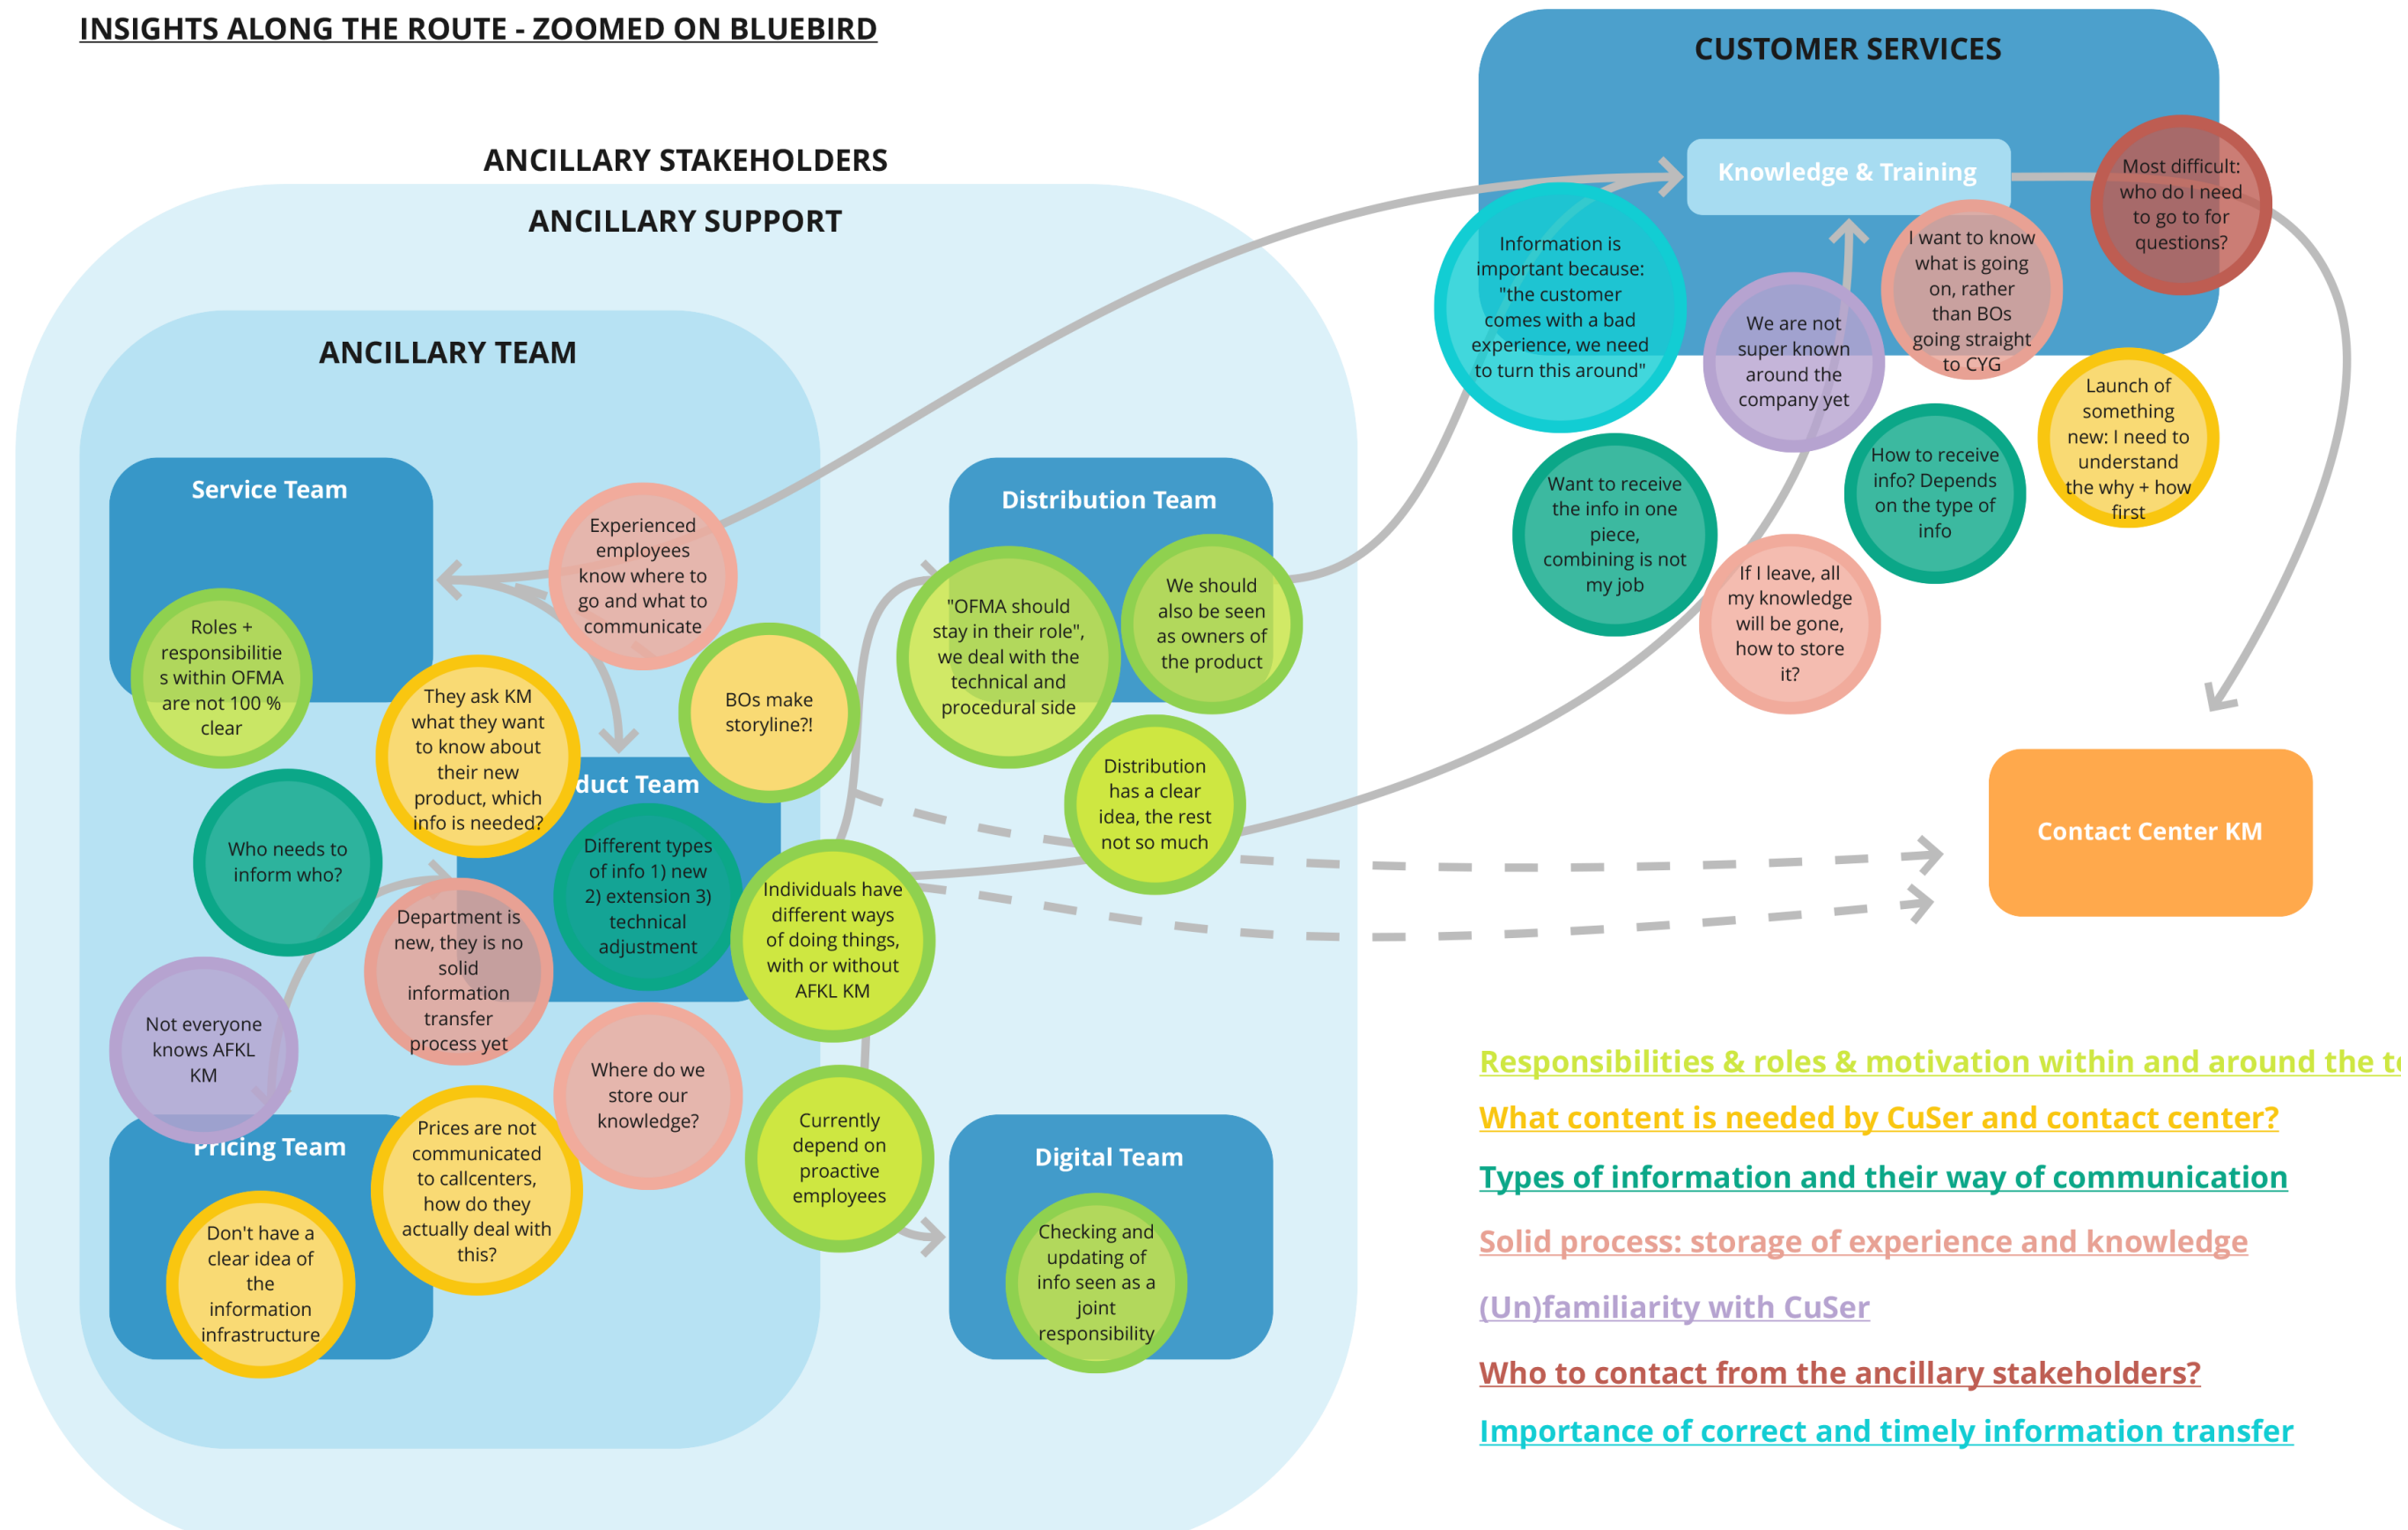 INSIGHTS ALONG THE ROUTE - ZOOMED ON BLUEBIRD
ANCILLARY STAKEHOLDERS
ANCILLARY SUPPORT
ANCILLARY TEAM
Service Team
Roles +
responsibilitie
s within OFMA
are not 100 %
clear
Experienced
employees
know where to
go and what to
communicate
They ask KM
what they want
to know about
their new
product, which
info is needed?
BOs make
storyline?!
Who needs to
inform who?
duct Team
Different types
of info 1) new
2) extension 3)
technical
adjustment
Department is
new, they is no
solid
information
transfer
process yet
Individuals have
different ways
of doing things,
with or without
AFKL KM
Not everyone
knows AFKL
KM
Where do we
store our
knowledge?
Pricing Team
Prices are not
communicated
to callcenters,
how do they
actually deal with
this?
Don't have a
clear idea of
the
information
infrastructure
Currently
depend on
proactive
employees
Distribution Team
"OFMA should
stay in their role",
we deal with the
technical and
procedural side
We should
also be seen
as owners of
the product
Distribution
has a clear
idea, the rest
not so much
Digital Team
Checking and
updating of
info seen as a
joint
responsibility
CUSTOMER SERVICES
Knowledge & Training
Most difficult:
who do I need
to go to for
questions?
Information is
important because:
"the customer
comes with a bad
experience, we need
to turn this around"
I want to know
what is going
on, rather
than BOs
going straight
to CYG
We are not
super known
around the
company yet
Launch of
something
new: I need to
understand
the why + how
first
How to receive
info? Depends
on the type of
info
Want to receive
the info in one
piece,
combining is not
my job
If I leave, all
my knowledge
will be gone,
how to store
it?
Contact Center KM
Responsibilities & roles & motivation within and around the
What content is needed by CuSer and contact center?
Types of information and their way of communication
Solid process: storage of experience and knowledge
(Un)familiarity with CuSer
Who to contact from the ancillary stakeholders?
Importance of correct and timely information transfer